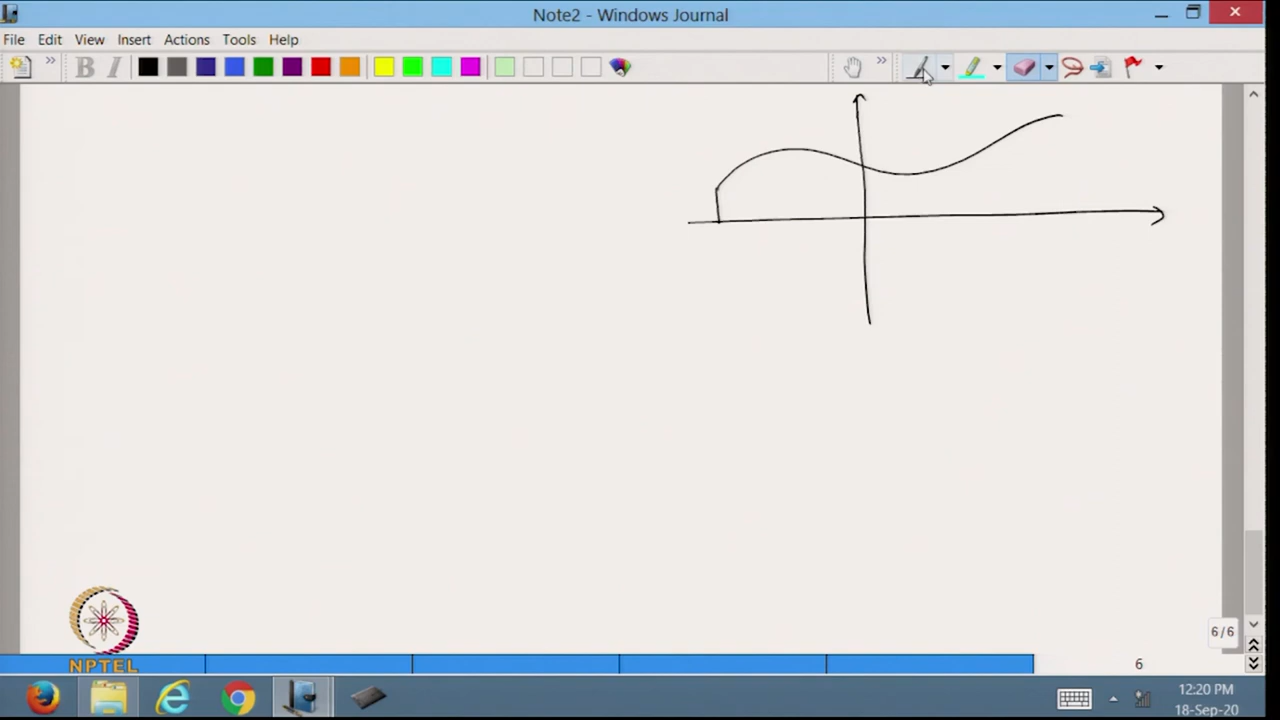 Note2 - Windows Journal
File Edit View Insert Actions Tools Help
B I
6 / 6
NPTEL
6
12:20 PM
18-Sep-20